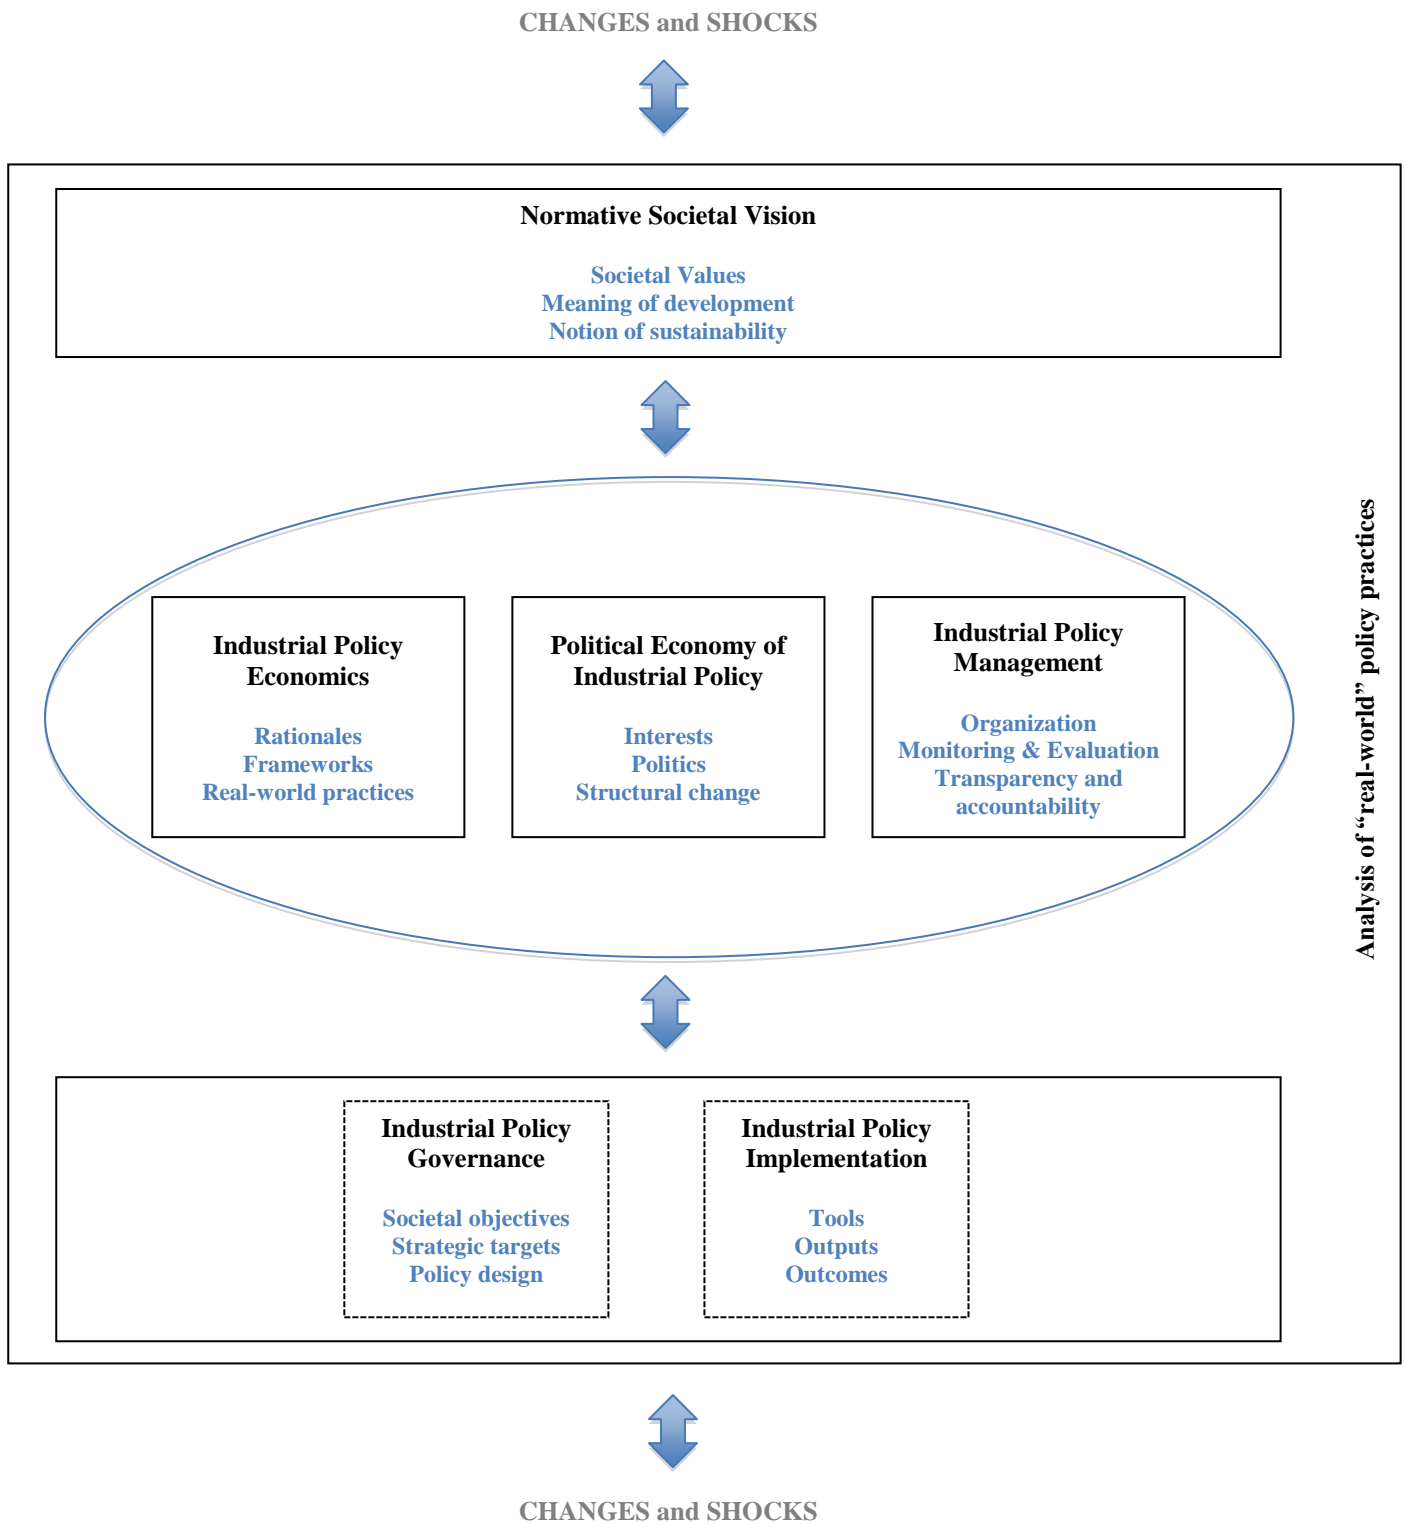 CHANGES and SHOCKS
Normative Societal Vision
Societal Values
Meaning of development
Notion of sustainability
Industrial Policy
Economics
Rationales
Frameworks
Real-world practices
Political Economy of
Industrial Policy
Interests
Politics
Structural change
Industrial Policy
Management
Organization
Monitoring & Evaluation
Transparency and
accountability
Analysis of “real-world” policy practices
Industrial Policy
Governance
Societal objectives
Strategic targets
Policy design
Industrial Policy
Implementation
Tools
Outputs
Outcomes
CHANGES and SHOCKS